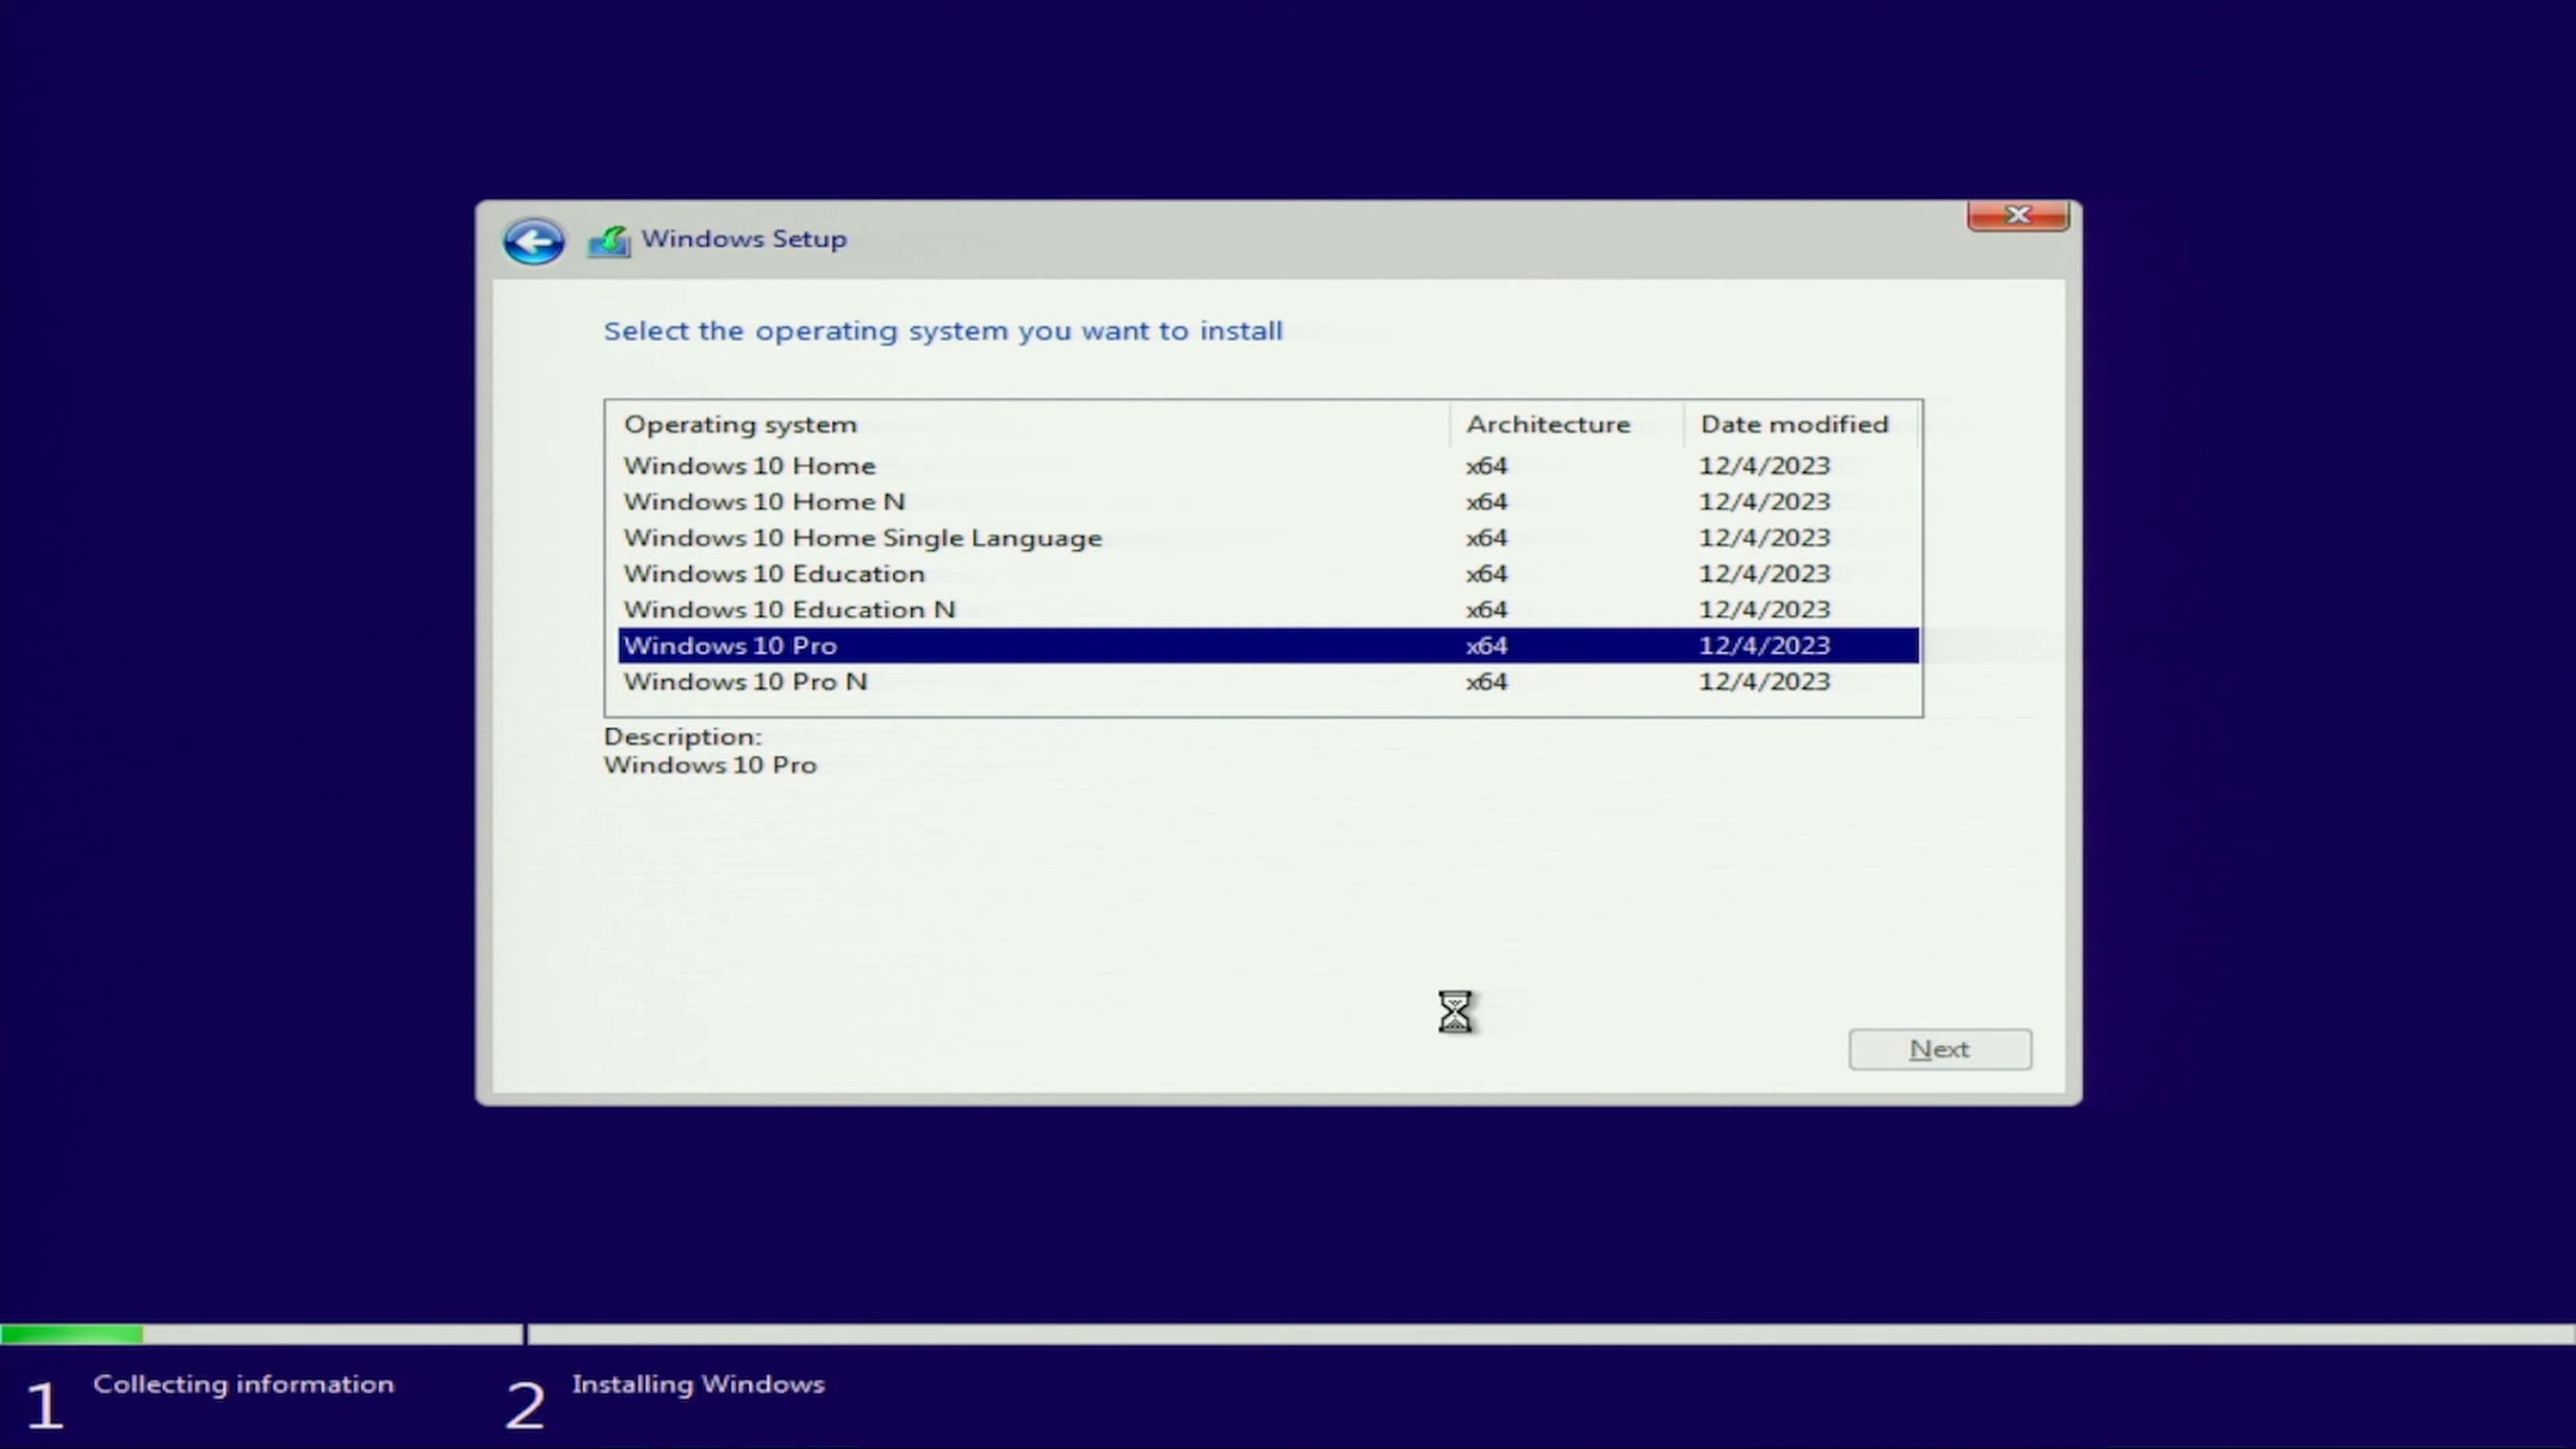 Windows Setup
Select the operating system you want to install
Operating system Architecture Date modified
Windows 10 Home x64 12/4/2023
Windows 10 Home N x64 12/4/2023
Windows 10 Home Single Language x64 12/4/2023
Windows 10 Education x64 12/4/2023
Windows 10 Education N x64 12/4/2023
Windows 10 Pro x64 12/4/2023
Windows 10 Pro N x64 12/4/2023
Description:
Windows 10 Pro
Next
1 Collecting information 2 Installing Windows